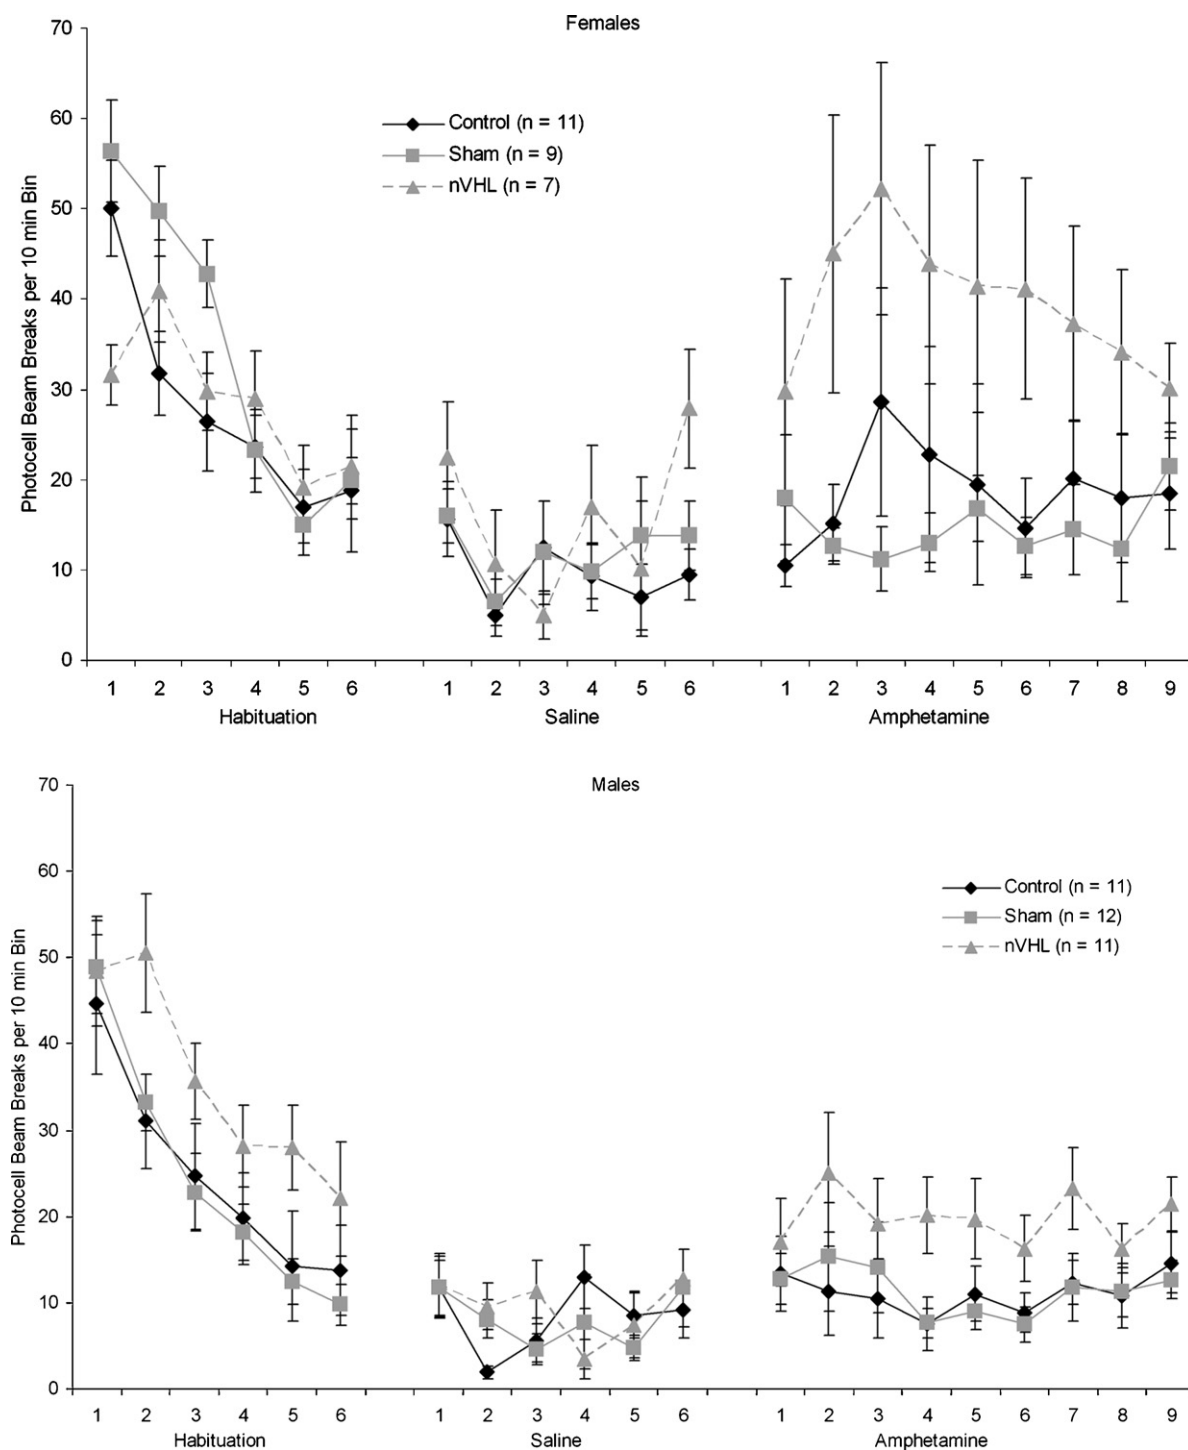 Females
70
60
50
40
30
20
10
0
Photocell Beam Breaks per 10 min Bin
Control (n = 11)
Sham (n = 9)
nVHL (n = 7)
1 2 3 4 5 6 1 2 3 4 5 6 1 2 3 4 5 6 7 8 9
Habituation Saline Amphetamine
Males
70
60
50
40
30
20
10
0
Photocell Beam Breaks per 10 min Bin
Control (n = 11)
Sham (n = 12)
nVHL (n = 11)
1 2 3 4 5 6 1 2 3 4 5 6 1 2 3 4 5 6 7 8 9
Habituation Saline Amphetamine